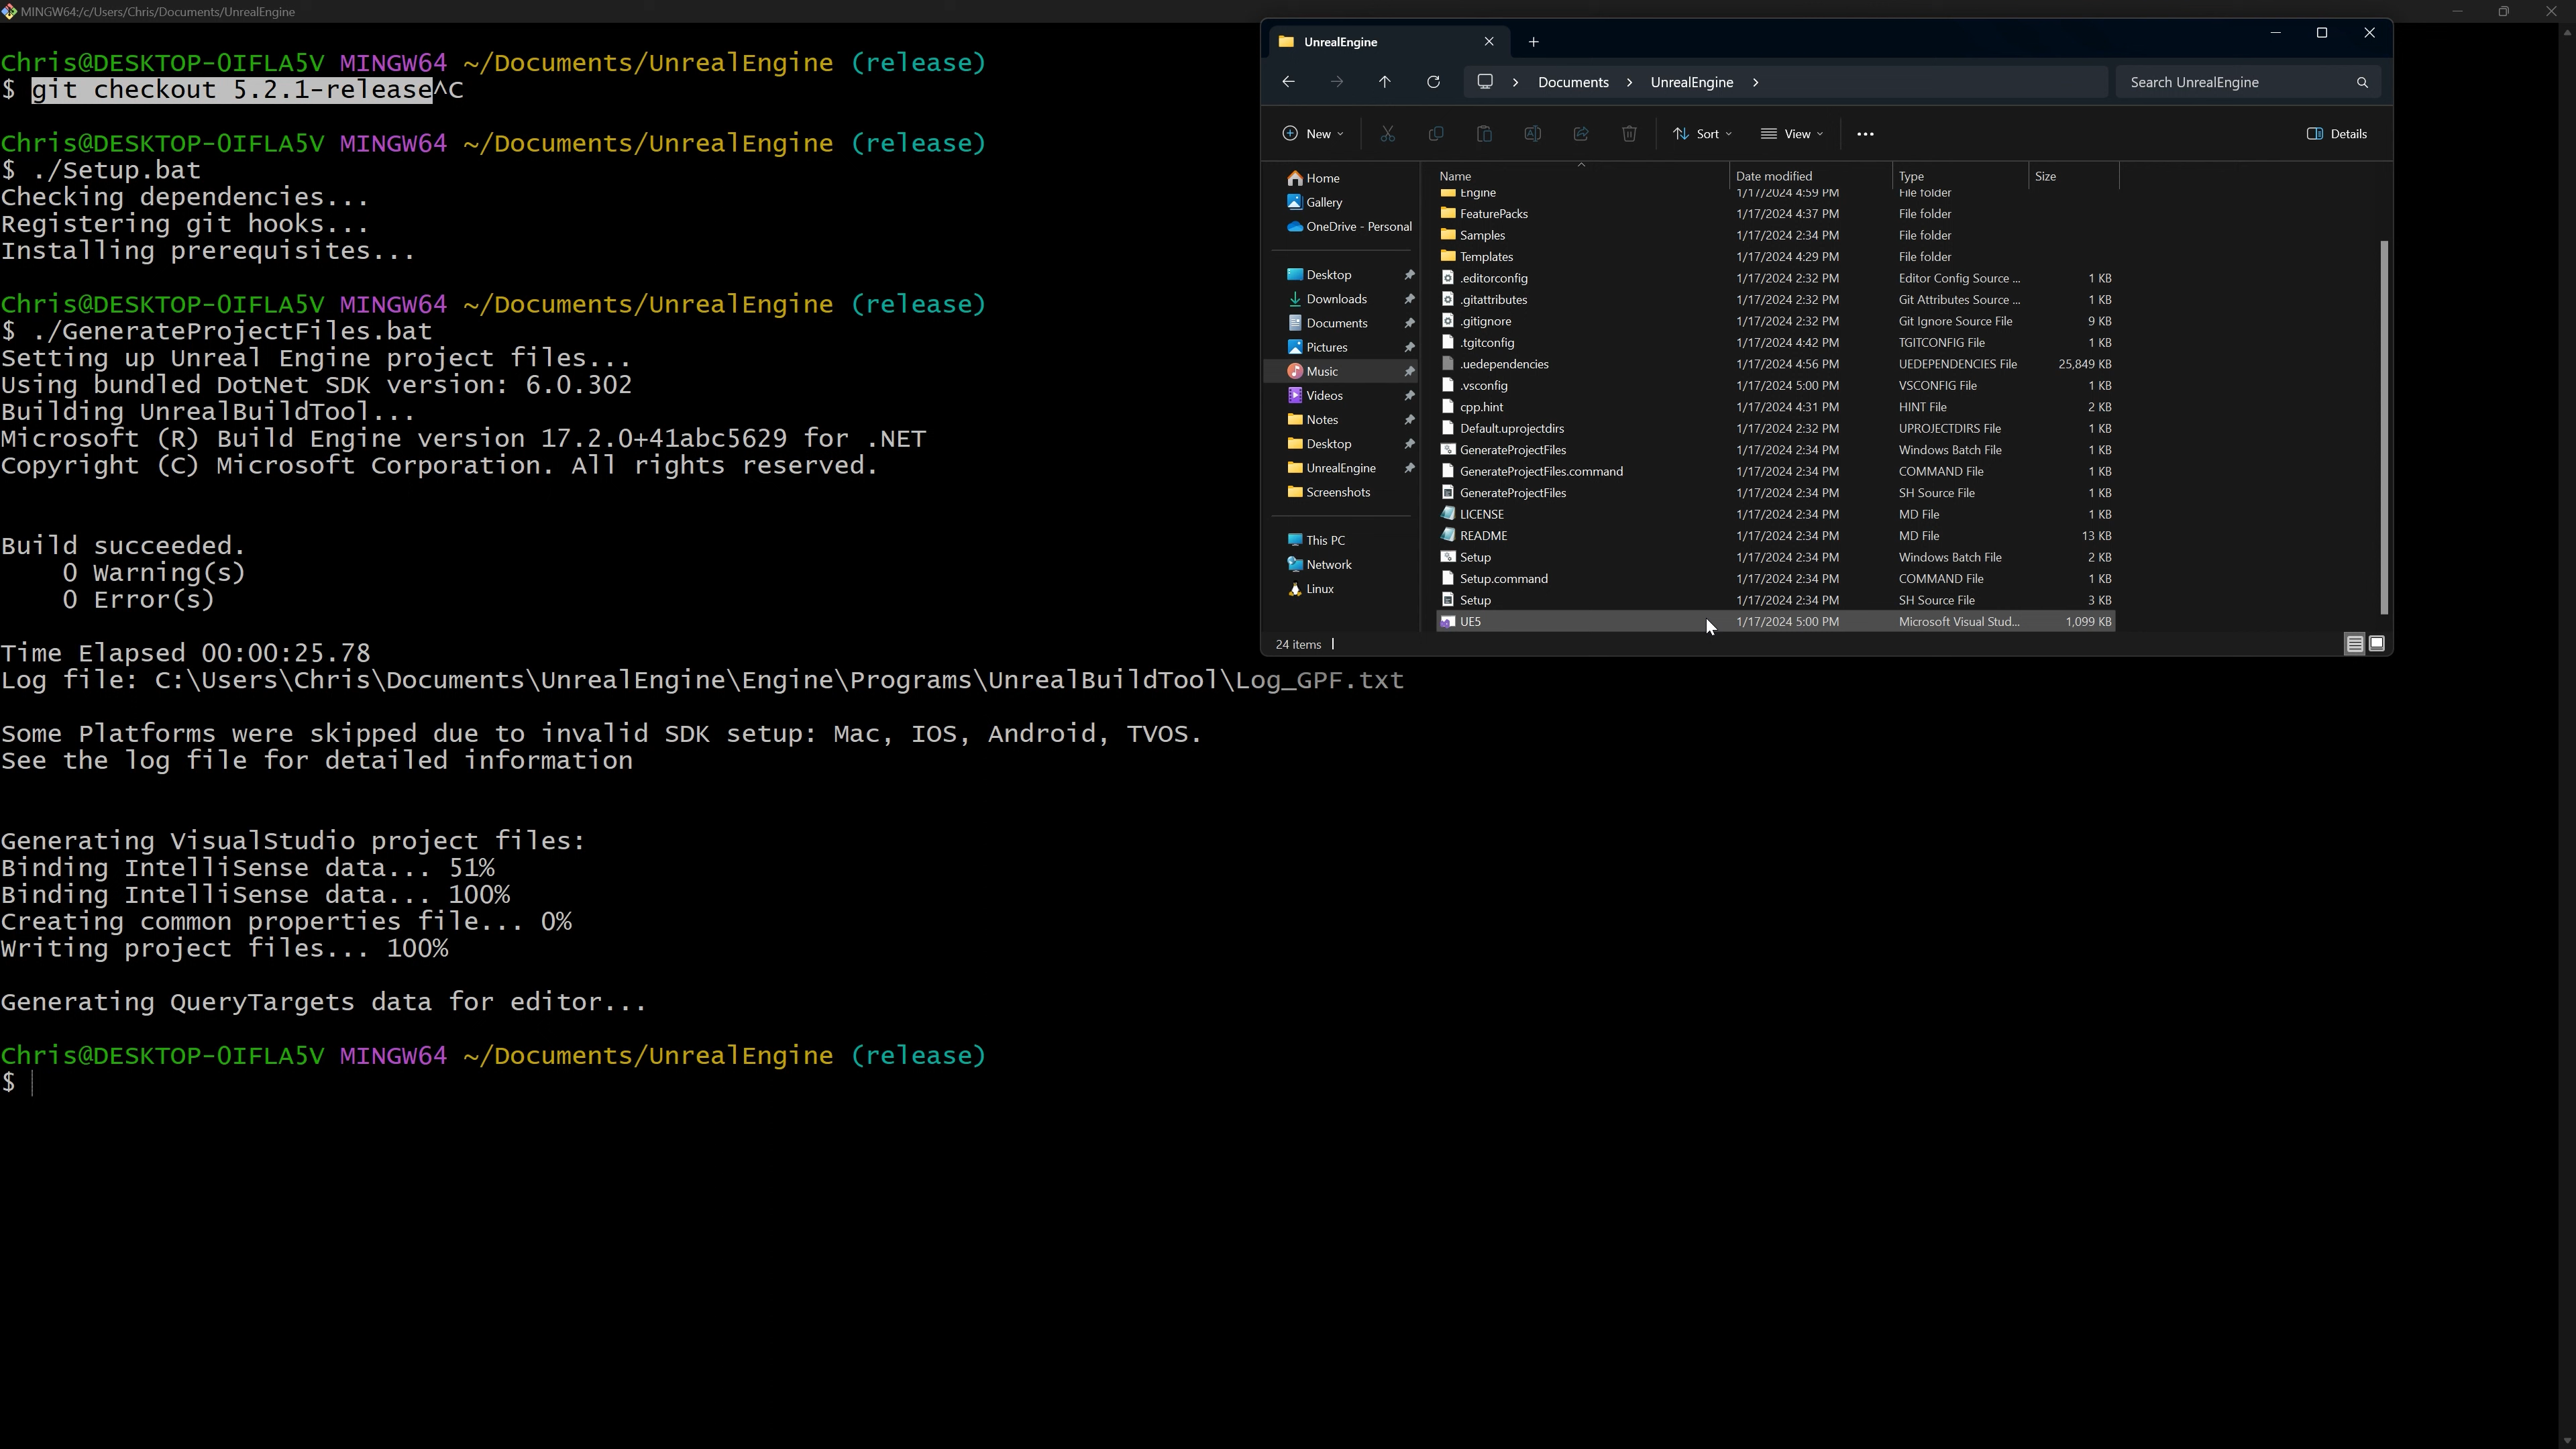 MINGW64:/c/Users/Chris/Documents/UnrealEngine
Chris@DESKTOP-OIFLA5V MINGW64 ~/Documents/UnrealEngine (release)
$ git checkout 5.2.1-release^C
Chris@DESKTOP-OIFLA5V MINGW64 ~/Documents/UnrealEngine (release)
$ ./Setup.bat
Checking dependencies...
Registering git hooks...
Installing prerequisites...
Chris@DESKTOP-OIFLA5V MINGW64 ~/Documents/UnrealEngine (release)
$ ./GenerateProjectFiles.bat
Setting up Unreal Engine project files...
Using bundled DotNet SDK version: 6.0.302
Building UnrealBuildTool...
Microsoft (R) Build Engine version 17.2.0+41abc5629 for .NET
Copyright (C) Microsoft Corporation. All rights reserved.
Build succeeded.
0 Warning(s)
0 Error(s)
Time Elapsed 00:00:25.78
Log file: C:\Users\Chris\Documents\UnrealEngine\Engine\Programs\UnrealBuildTool\Log_GPF.txt
Some Platforms were skipped due to invalid SDK setup: Mac, IOS, Android, TVOS.
See the log file for detailed information
Generating VisualStudio project files:
Binding IntelliSense data... 51%
Binding IntelliSense data... 100%
Creating common properties file... 0%
Writing project files... 100%
Generating QueryTargets data for editor...
Chris@DESKTOP-OIFLA5V MINGW64 ~/Documents/UnrealEngine (release)
$
UnrealEngine
Documents > UnrealEngine >
Search UnrealEngine
New
Sort
View
Details
Home
Gallery
OneDrive - Personal
Desktop
Downloads
Documents
Pictures
Music
Videos
Notes
Desktop
UnrealEngine
Screenshots
This PC
Network
Linux
Name Date modified Type Size
Engine 1/17/2024 4:59 PM File folder
FeaturePacks 1/17/2024 4:37 PM File folder
Samples 1/17/2024 2:34 PM File folder
Templates 1/17/2024 4:29 PM File folder
.editorconfig 1/17/2024 2:32 PM Editor Config Source ... 1 KB
.gitattributes 1/17/2024 2:32 PM Git Attributes Source ... 1 KB
.gitignore 1/17/2024 2:32 PM Git Ignore Source File 9 KB
.tgitconfig 1/17/2024 4:42 PM TGITCONFIG File 1 KB
.uedependencies 1/17/2024 4:56 PM UEDEPENDENCIES File 25,849 KB
.vsconfig 1/17/2024 5:00 PM VSCONFIG File 1 KB
cpp.hint 1/17/2024 4:31 PM HINT File 2 KB
Default.uprojectdirs 1/17/2024 2:32 PM UPROJECTDIRS File 1 KB
GenerateProjectFiles 1/17/2024 2:34 PM Windows Batch File 1 KB
GenerateProjectFiles.command 1/17/2024 2:34 PM COMMAND File 1 KB
GenerateProjectFiles 1/17/2024 2:34 PM SH Source File 1 KB
LICENSE 1/17/2024 2:34 PM MD File 1 KB
README 1/17/2024 2:34 PM MD File 13 KB
Setup 1/17/2024 2:34 PM Windows Batch File 2 KB
Setup.command 1/17/2024 2:34 PM COMMAND File 1 KB
Setup 1/17/2024 2:34 PM SH Source File 3 KB
UE5 1/17/2024 5:00 PM Microsoft Visual Stud... 1,099 KB
24 items